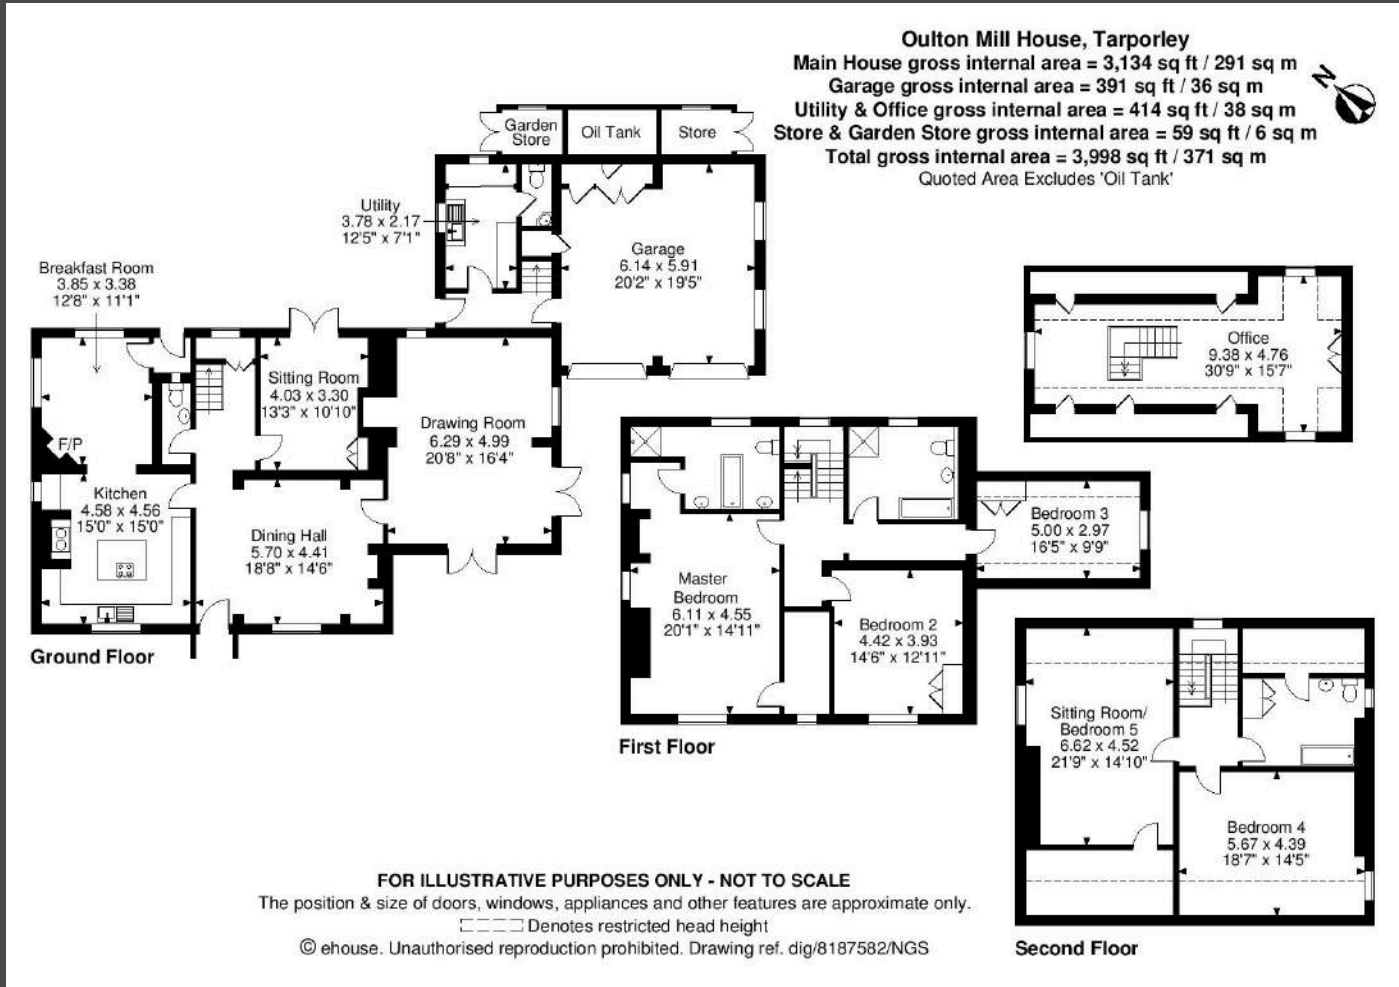 Oulton Mill House, Tarporley
Main House gross internal area = 3,134 sq ft / 291 sq m
Garage gross internal area = 391 sq ft / 36 sq m
Utility & Office gross internal area = 414 sq ft / 38 sq m
Store & Garden Store gross internal area = 59 sq ft / 6 sq m
Total gross internal area = 3,998 sq ft / 371 sq m
Quoted Area Excludes 'Oil Tank'
N
Garden
Store
Oil Tank
Store
Utility
3.78 x 2.17
12'5" x 7'1"
Garage
6.14 x 5.91
20'2" x 19'5"
Breakfast Room
3.85 x 3.38
12'8" x 11'1"
Sitting Room
4.03 x 3.30
13'3" x 10'10"
Drawing Room
6.29 x 4.99
20'8" x 16'4"
F/P
Kitchen
4.58 x 4.56
15'0" x 15'0"
Dining Hall
5.70 x 4.41
18'8" x 14'6"
Ground Floor
Office
9.38 x 4.76
30'9" x 15'7"
Master
Bedroom
6.11 x 4.55
20'1" x 14'11"
Bedroom 2
4.42 x 3.93
14'6" x 12'11"
Bedroom 3
5.00 x 2.97
16'5" x 9'9"
First Floor
Sitting Room/
Bedroom 5
6.62 x 4.52
21'9" x 14'10"
Bedroom 4
5.67 x 4.39
18'7" x 14'5"
Second Floor
FOR ILLUSTRATIVE PURPOSES ONLY - NOT TO SCALE
The position & size of doors, windows, appliances and other features are approximate only.
Denotes restricted head height
© ehouse. Unauthorised reproduction prohibited. Drawing ref. dig/8187582/NGS